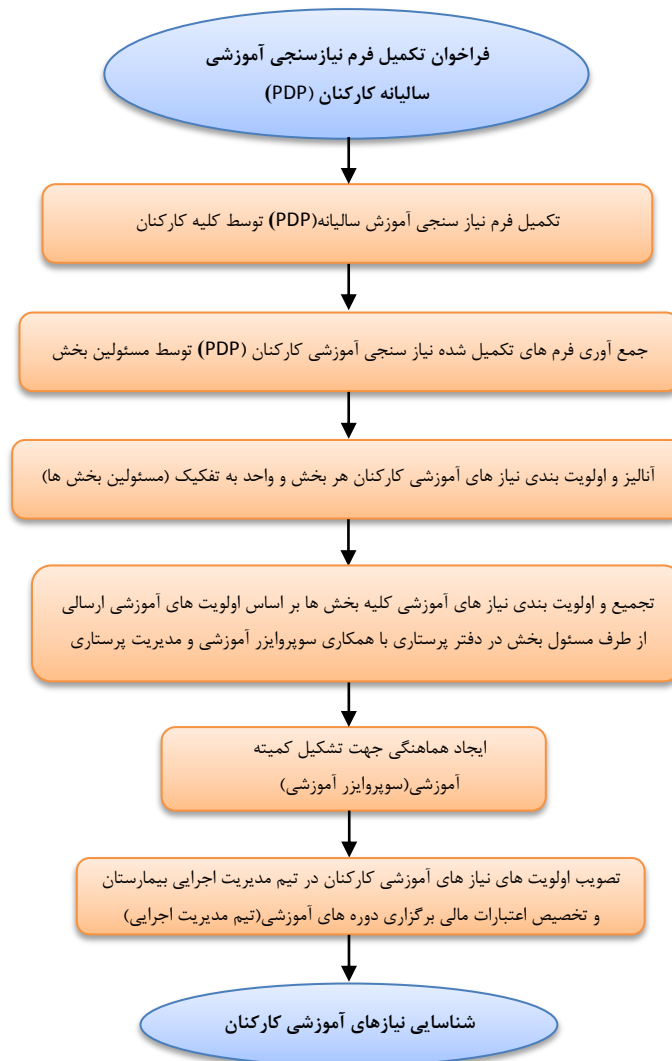 فراخوان تکمیل فرم نیازسنجی آموزشی
سالیانه کارکنان (PDP)
تکمیل فرم نیاز سنجی آموزش سالیانه(PDP) توسط کلیه کارکنان
جمع آوری فرم های تکمیل شده نیاز سنجی آموزشی کارکنان (PDP) توسط مسئولین بخش
آنالیز و اولویت بندی نیاز های آموزشی کارکنان هر بخش و واحد به تفکیک (مسئولین بخش ها)
تجمیع و اولویت بندی نیاز های آموزشی کلیه بخش ها بر اساس اولویت های آموزشی ارسالی
از طرف مسئول بخش در دفتر پرستاری با همکاری سوپروایزر آموزشی و مدیریت پرستاری
ایجاد هماهنگی جهت تشکیل کمیته
آموزشی(سوپروایزر آموزشی)
تصویب اولویت های نیاز های آموزشی کارکنان در تیم مدیریت اجرایی بیمارستان
و تخصیص اعتبارات مالی برگزاری دوره های آموزشی(تیم مدیریت اجرایی)
شناسایی نیازهای آموزشی کارکنان